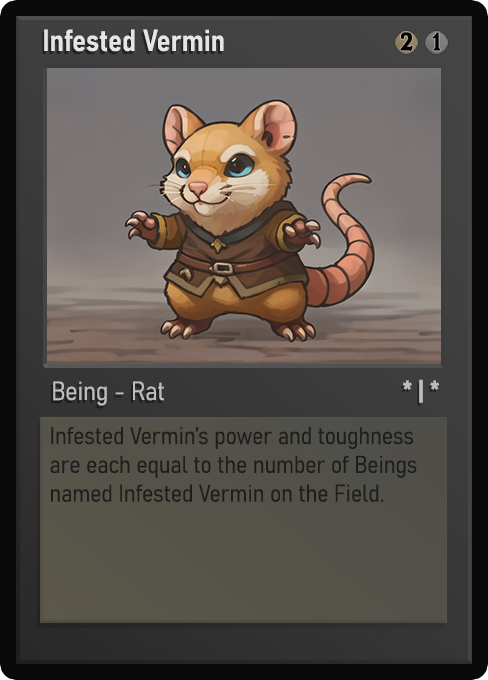 Infested Vermin 2 1
Being - Rat *|*
Infested Vermin's power and toughness
are each equal to the number of Beings
named Infested Vermin on the Field.